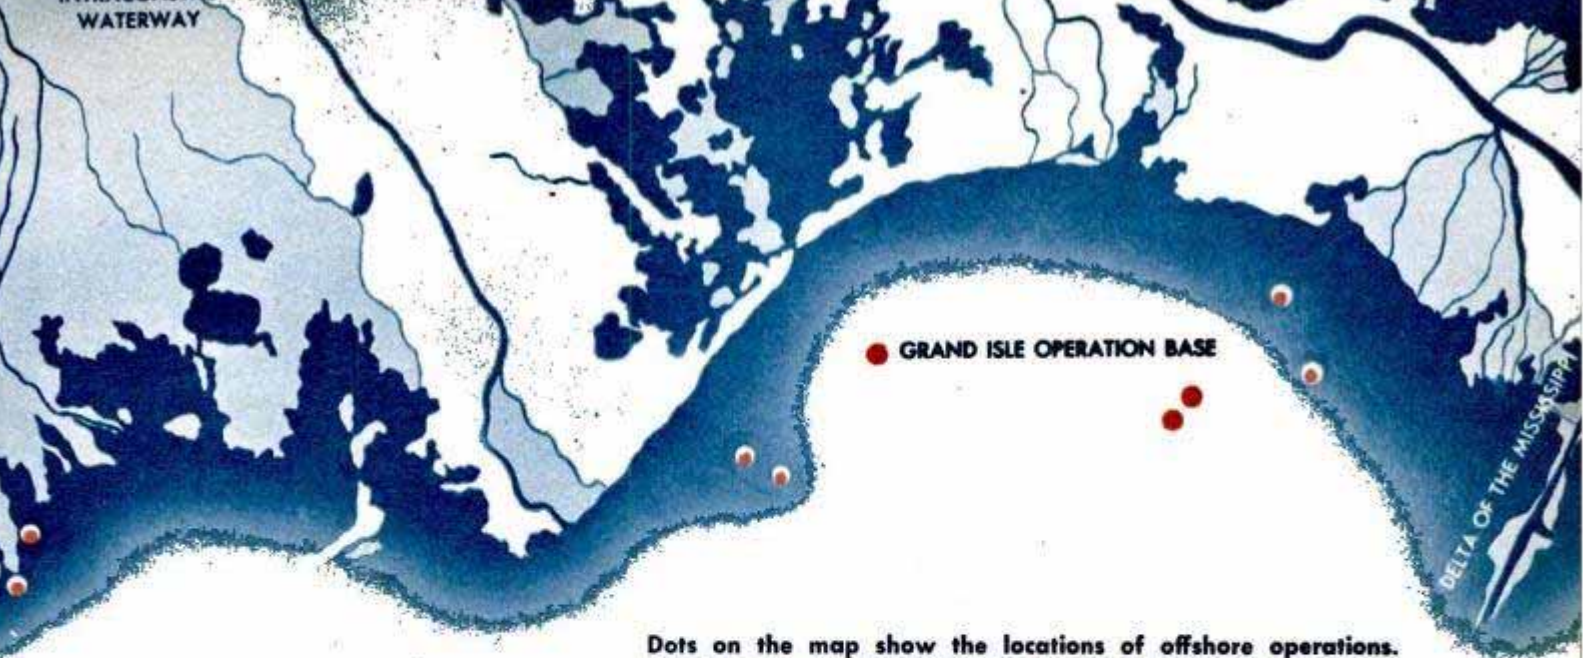 WATERWAY
GRAND ISLE OPERATION BASE
DELTA OF THE MISSISSIPPI
Dots on the map show the locations of offshore operations.